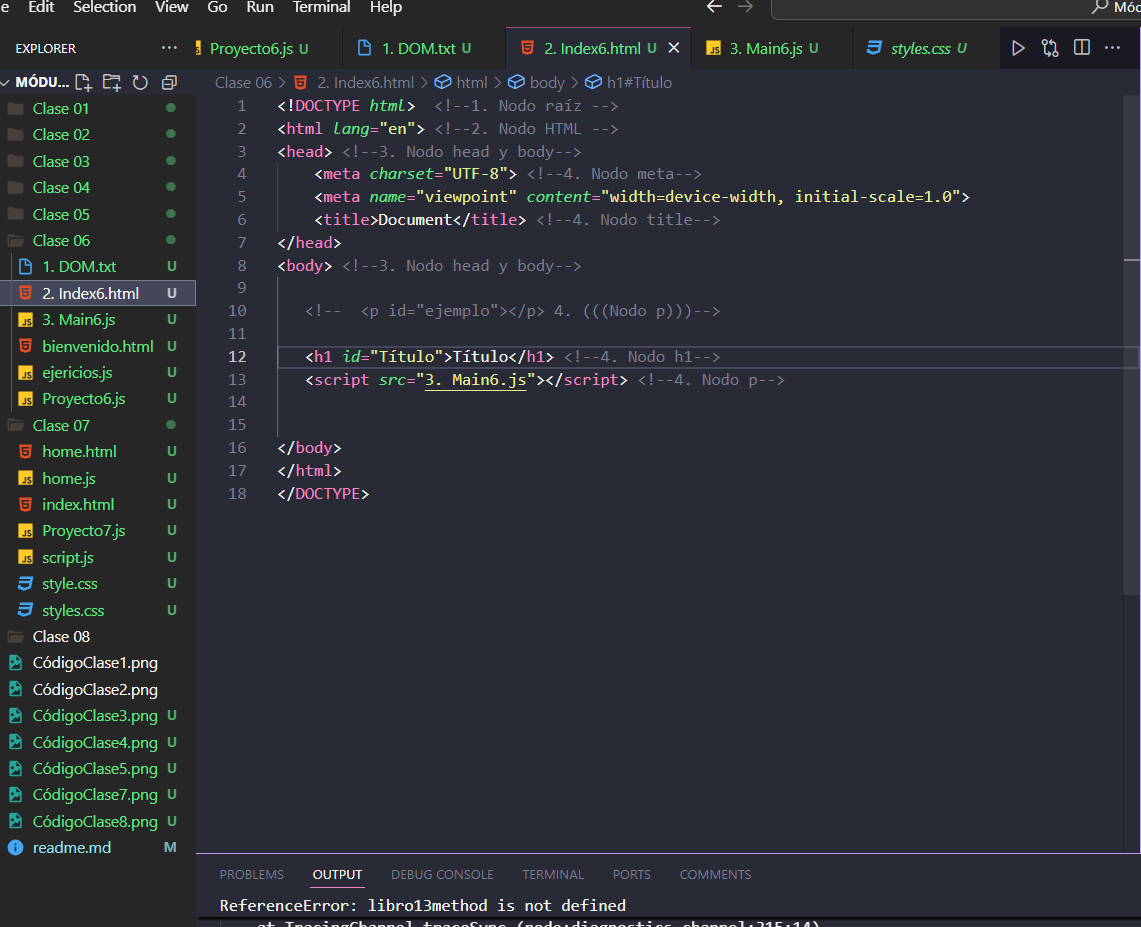 e Edit Selection View Go Run Terminal Help Mód
EXPLORER ...
Proyecto6.js U 1. DOM.txt U 2. Index6.html U 3. Main6.js U styles.css U
MÓDU...
Clase 06 > 2. Index6.html > html > body > h1#Título
Clase 01
Clase 02
Clase 03
Clase 04
Clase 05
Clase 06
1. DOM.txt U
2. Index6.html U
3. Main6.js U
bienvenido.html U
ejericios.js U
Proyecto6.js U
Clase 07
home.html U
home.js U
index.html U
Proyecto7.js U
script.js U
style.css U
styles.css U
Clase 08
CódigoClase1.png
CódigoClase2.png
CódigoClase3.png U
CódigoClase4.png U
CódigoClase5.png U
CódigoClase7.png U
CódigoClase8.png U
readme.md M
1 <!DOCTYPE html> <!--1. Nodo raíz -->
2 <html lang="en"> <!--2. Nodo HTML -->
3 <head> <!--3. Nodo head y body-->
4 <meta charset="UTF-8"> <!--4. Nodo meta-->
5 <meta name="viewpoint" content="width=device-width, initial-scale=1.0">
6 <title>Document</title> <!--4. Nodo title-->
7 </head>
8 <body> <!--3. Nodo head y body-->
9
10 <!-- <p id="ejemplo"></p> 4. (((Nodo p)))-->
11
12 <h1 id="Título">Título</h1> <!--4. Nodo h1-->
13 <script src="3. Main6.js"></script> <!--4. Nodo p-->
14
15
16 </body>
17 </html>
18 </DOCTYPE>
PROBLEMS OUTPUT DEBUG CONSOLE TERMINAL PORTS COMMENTS
ReferenceError: libro13method is not defined
at TracingChannel.traceSync (node:diagnostics_channel:315:14)